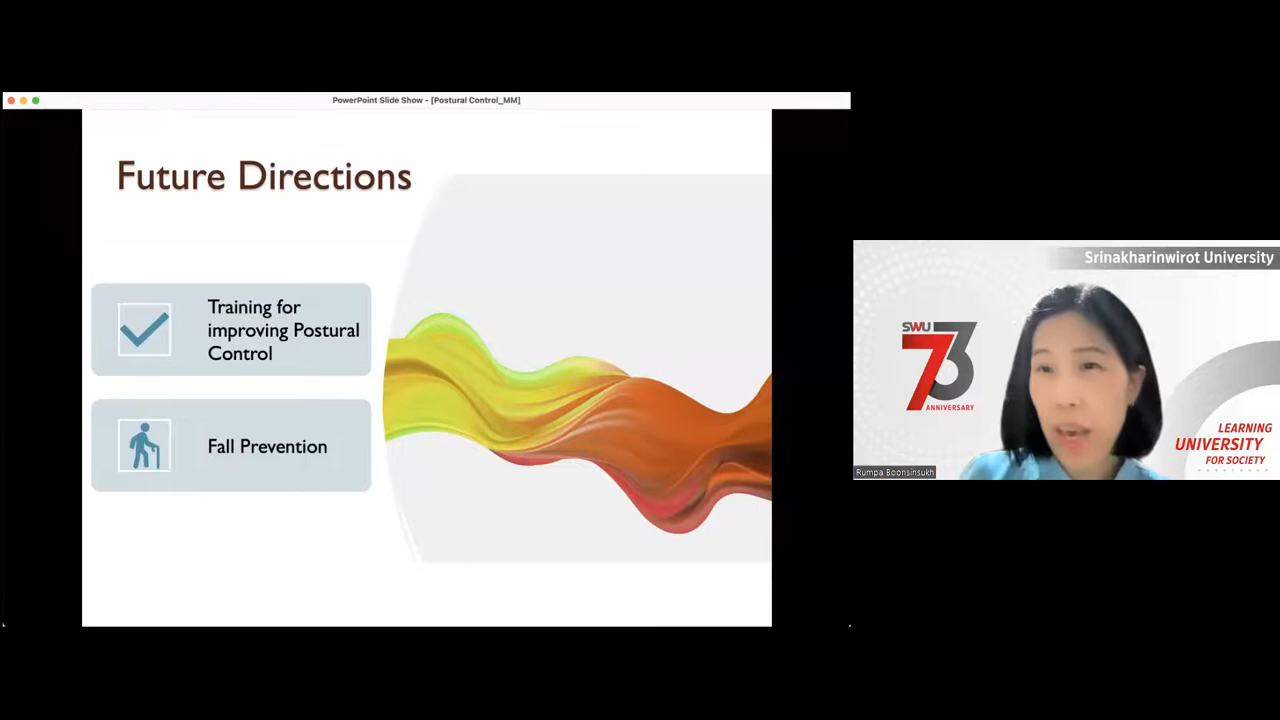 PowerPoint Slide Show - [Postural Control_MM]
Future Directions
Training for
improving Postural
Control
Fall Prevention
Srinakharinwirot University
SWU
73
ANNIVERSARY
LEARNING
UNIVERSITY
FOR SOCIETY
Rumpa Boonsinsukh